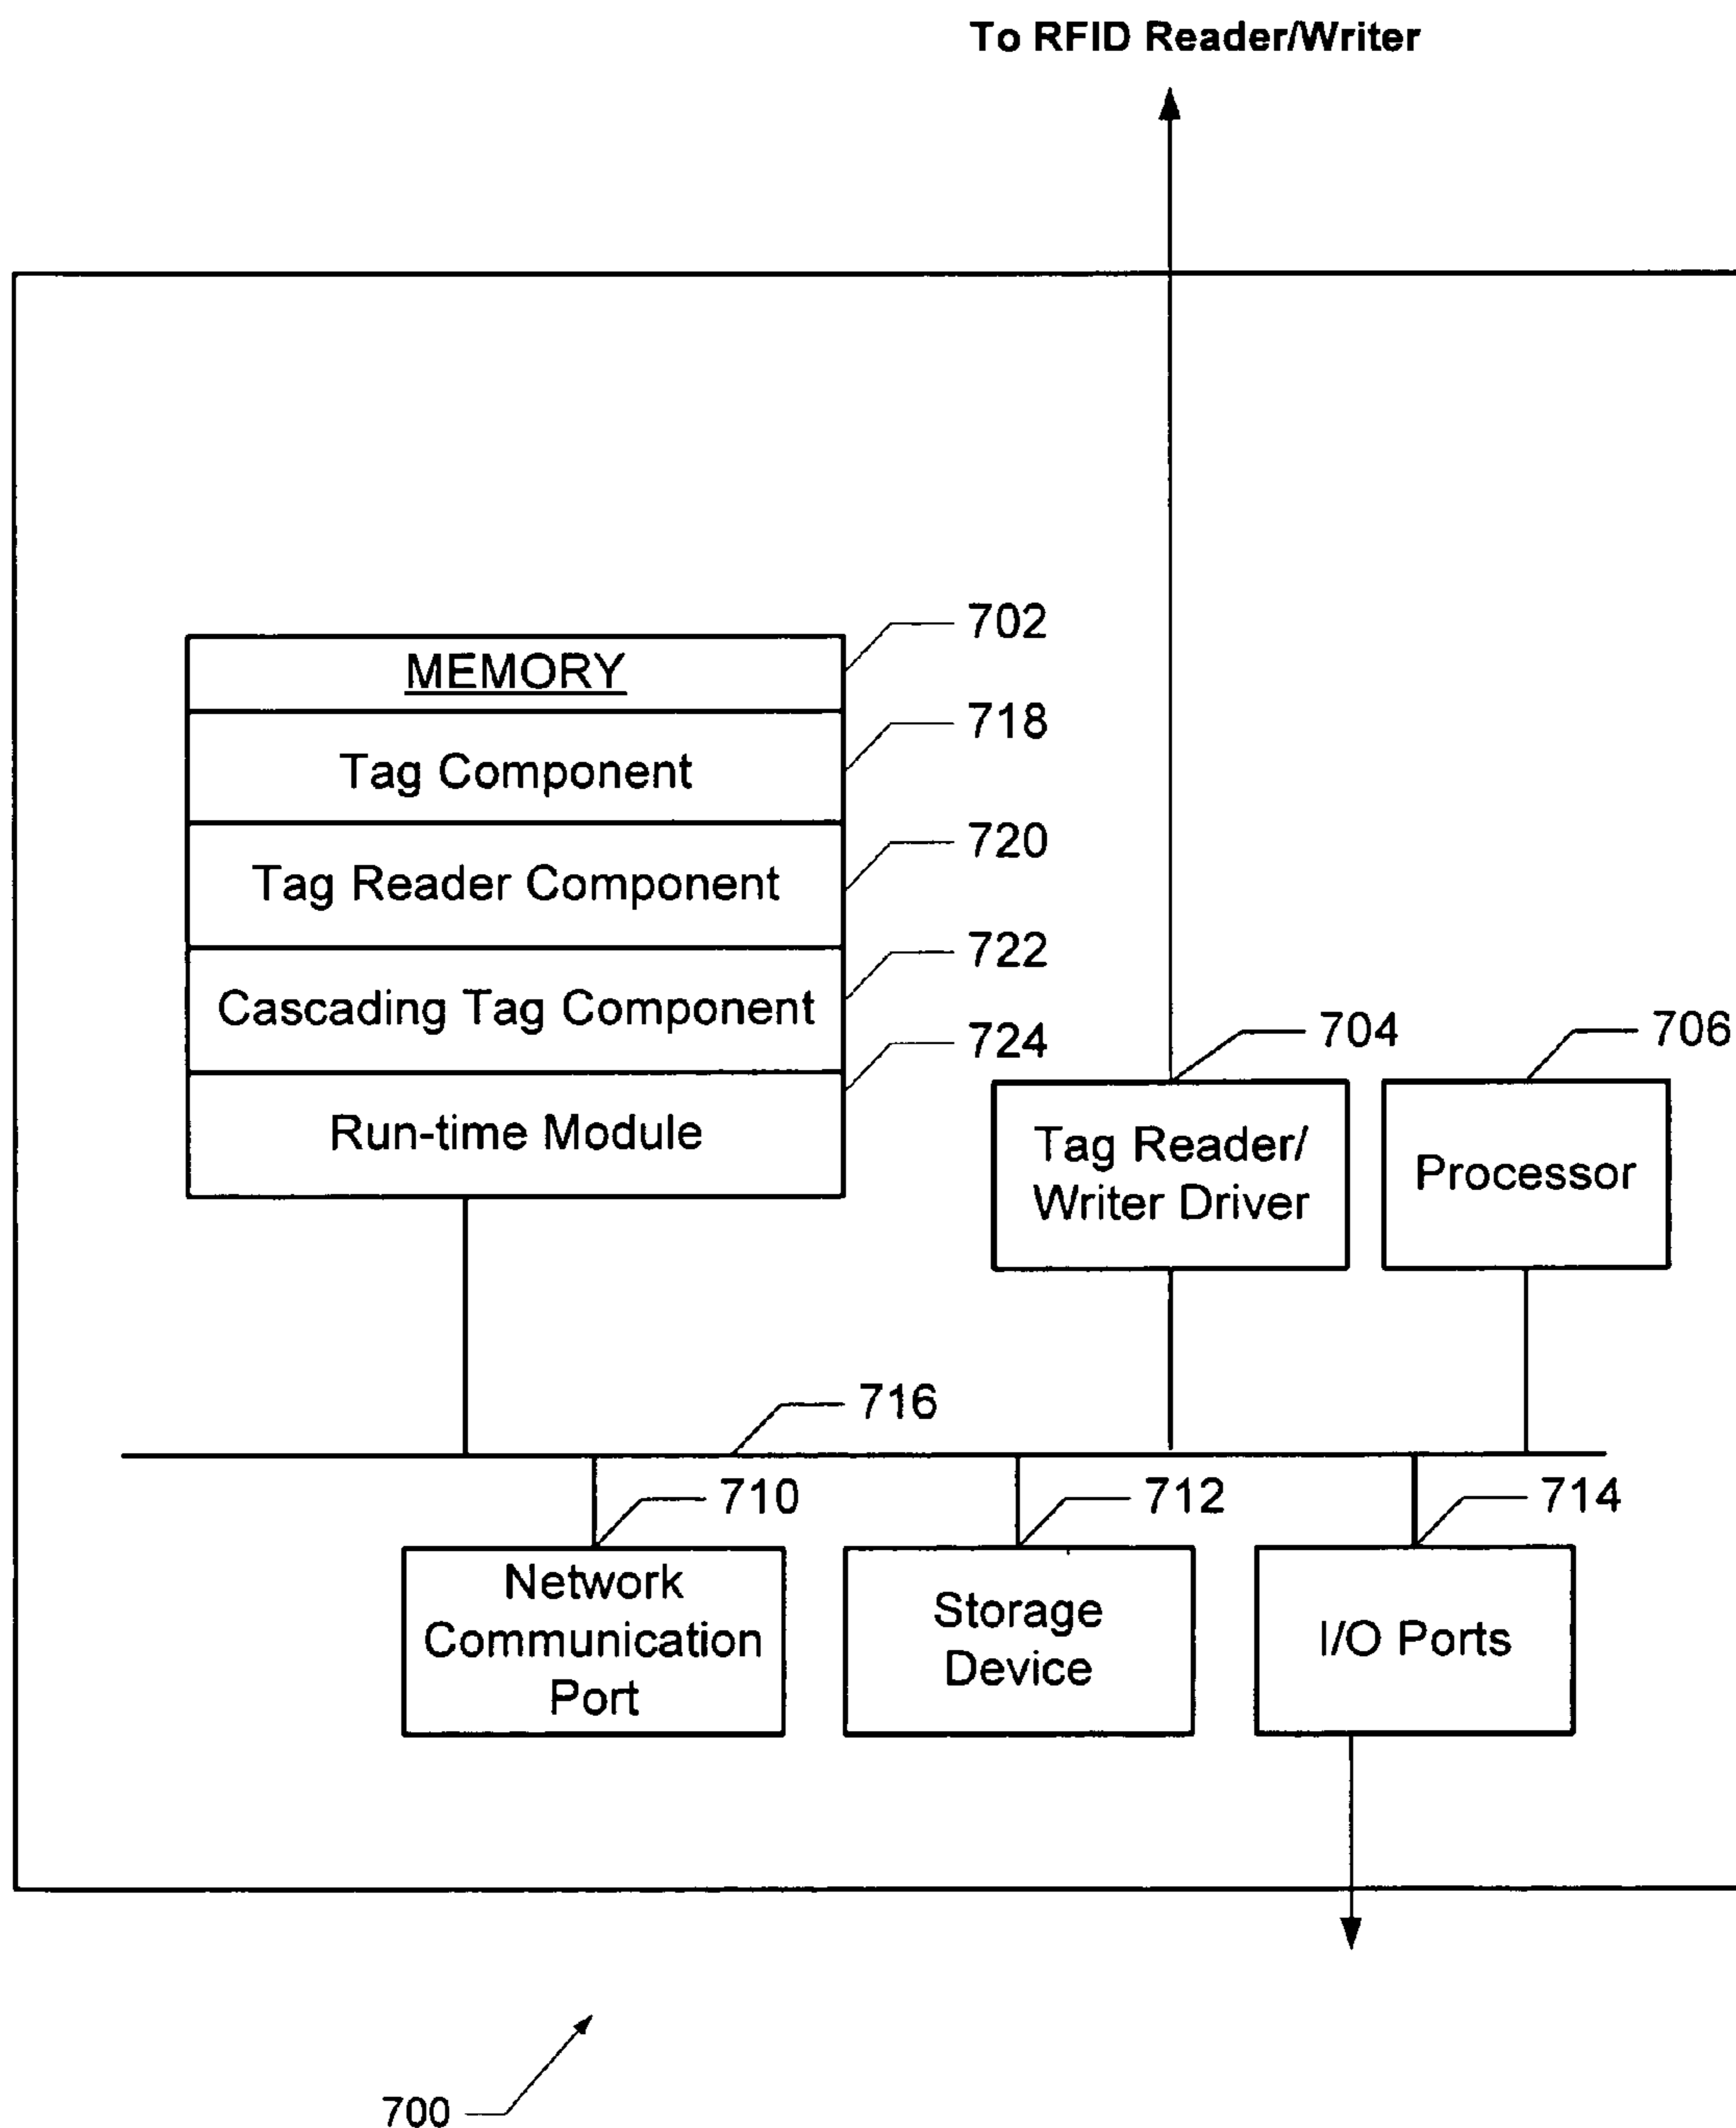 To RFID Reader/Writer
702
MEMORY
718
Tag Component
720
Tag Reader Component
722
Cascading Tag Component
724
Run-time Module
704
706
Tag Reader/
Writer Driver
Processor
716
710
712
714
Network
Communication
Port
Storage
Device
I/O Ports
700